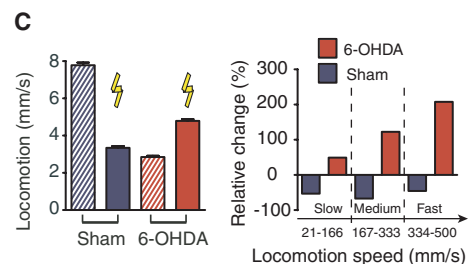 C
Locomotion (mm/s)
8
6
4
2
0
Sham 6-OHDA
6-OHDA
Sham
Relative change (%)
300
200
100
0
-100
Slow Medium Fast
21-166 167-333 334-500
Locomotion speed (mm/s)